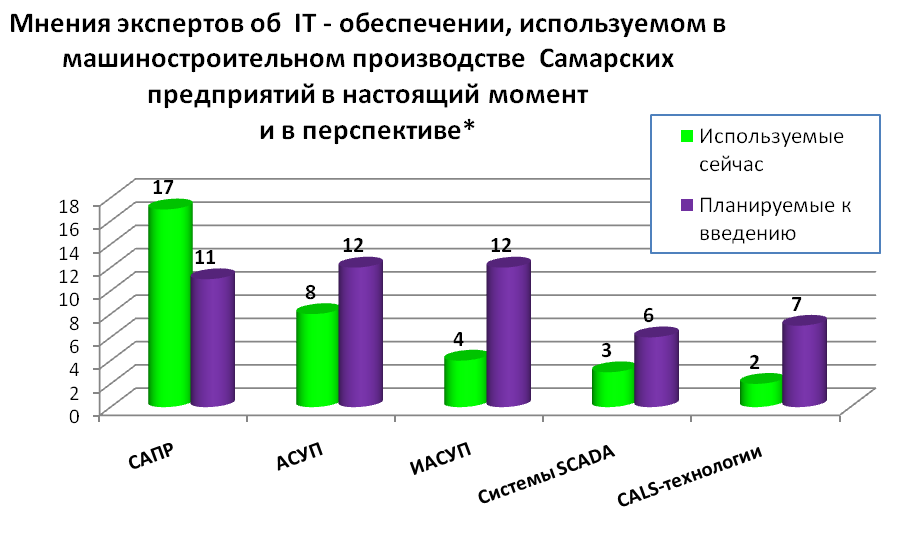 Мнения экспертов об IT - обеспечении, используемом в
машиностроительном производстве Самарских
предприятий в настоящий момент
и в перспективе*
Используемые
сейчас
Планируемые к
введению
18
16
14
12
10
8
6
4
2
0
17
11
8
12
4
12
3
6
2
7
САПР
АСУП
ИАСУП
Системы SCADA
CALS-технологии